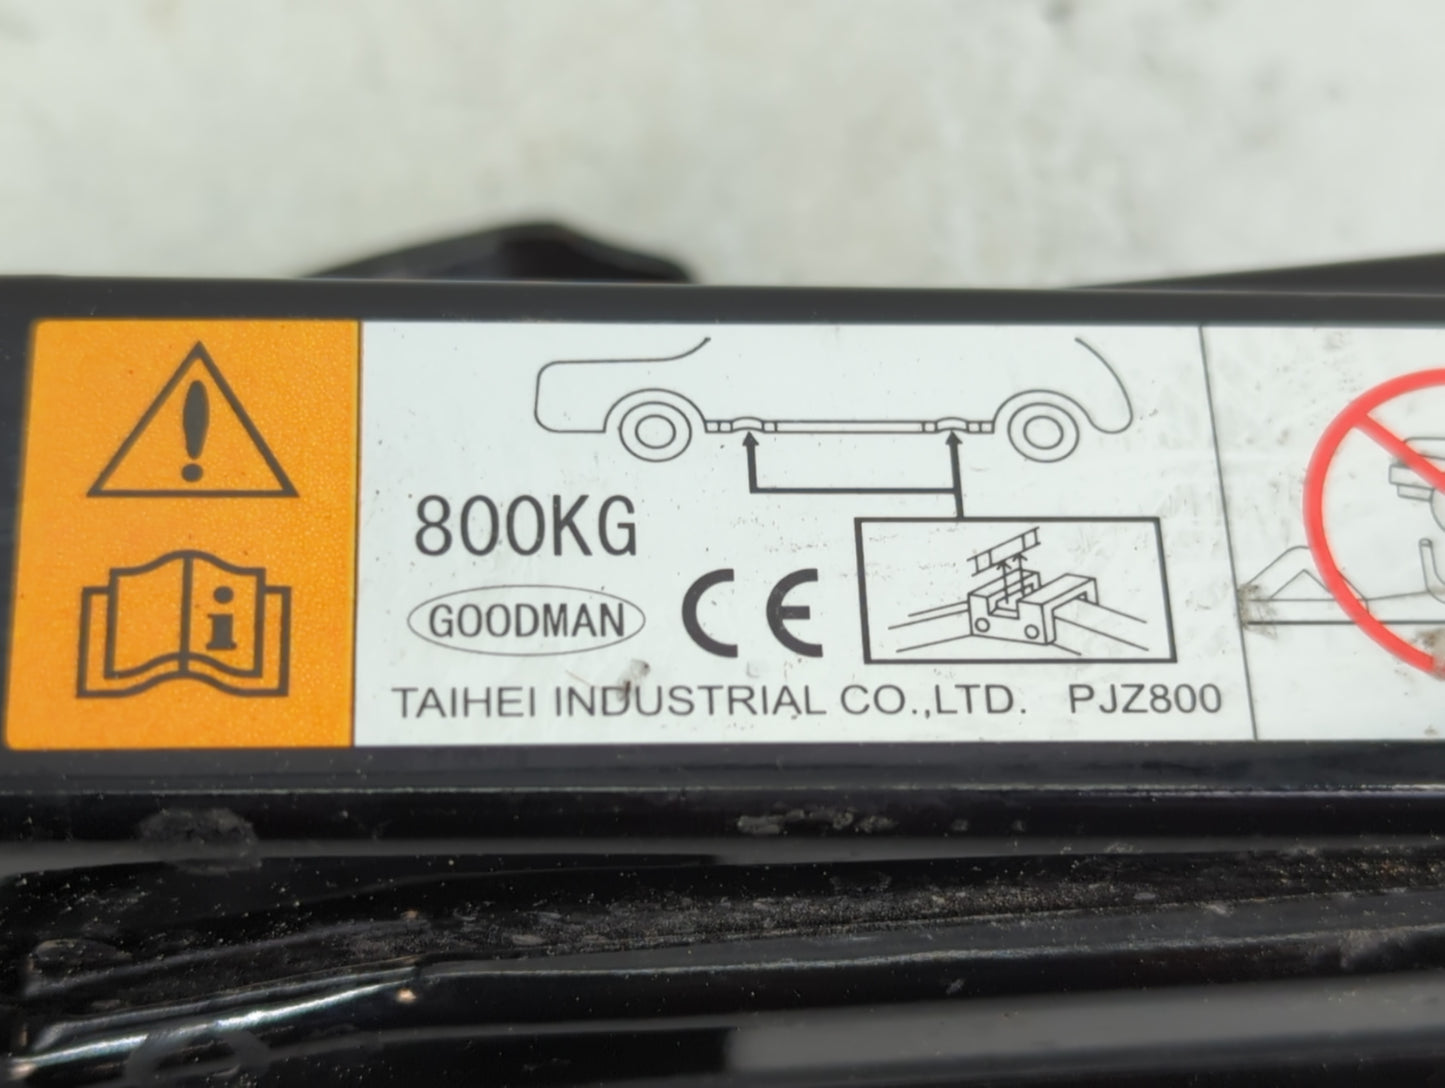 800KG
GOODMAN CE
TAIHEI INDUSTRIAL CO.,LTD. PJZ800